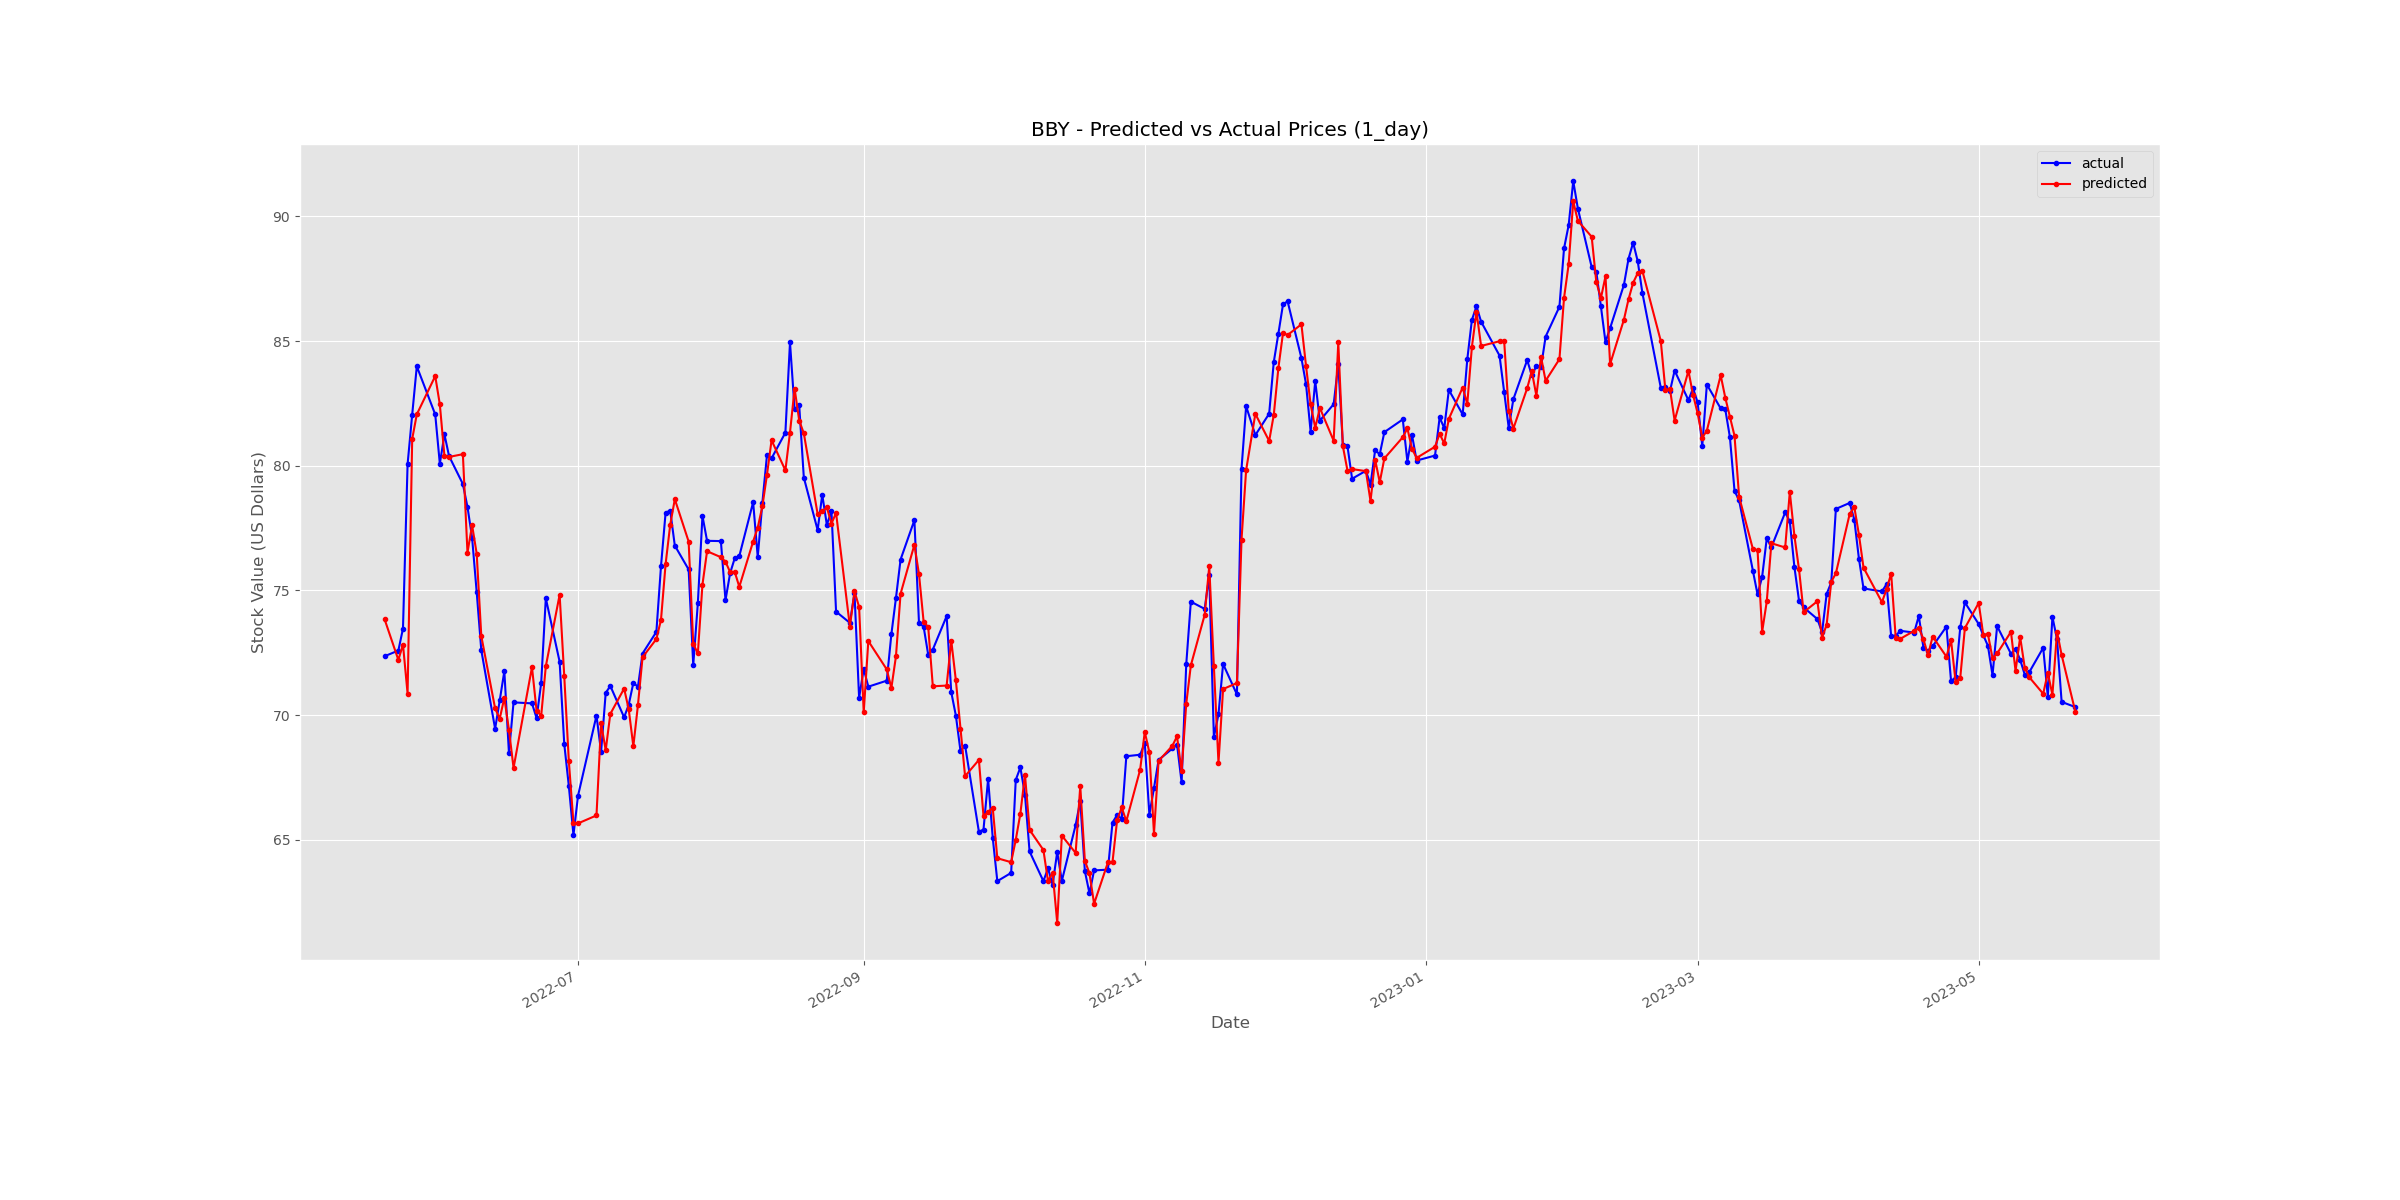 BBY - Predicted vs Actual Prices (1_day)
actual
predicted
Stock Value (US Dollars)
90
85
80
75
70
65
2022-07
2022-09
2022-11
2023-01
2023-03
2023-05
Date